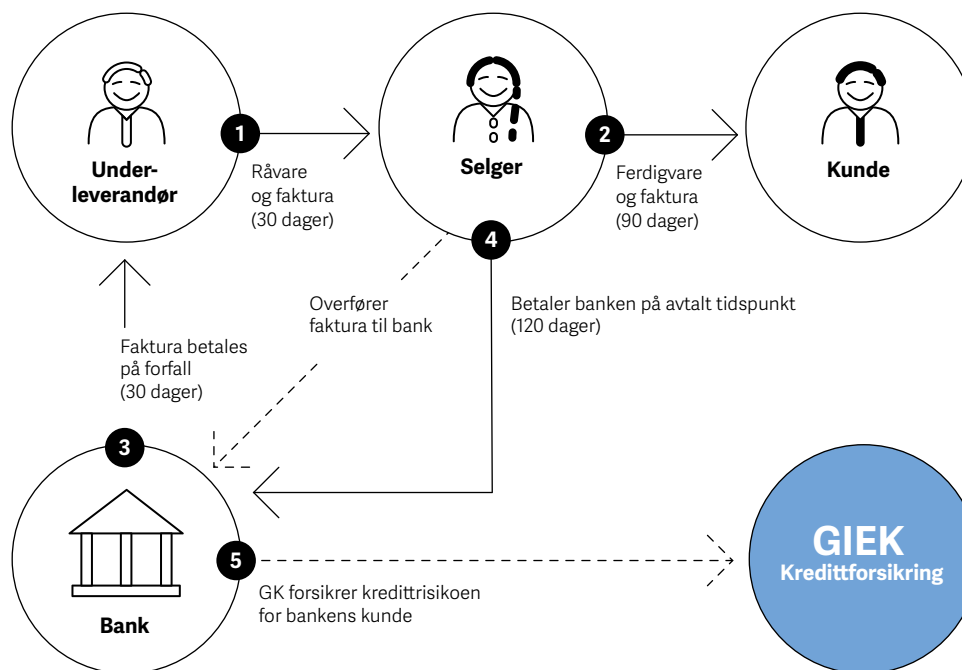 Under-
leverandør
1
Råvare
og faktura
(30 dager)
Selger
2
Ferdigvare
og faktura
(90 dager)
Kunde
4
Overfører
faktura til bank
Betaler banken på avtalt tidspunkt
(120 dager)
Faktura betales
på forfall
(30 dager)
3
Bank
5
GK forsikrer kredittrisikoen
for bankens kunde
GIEK
Kredittforsikring